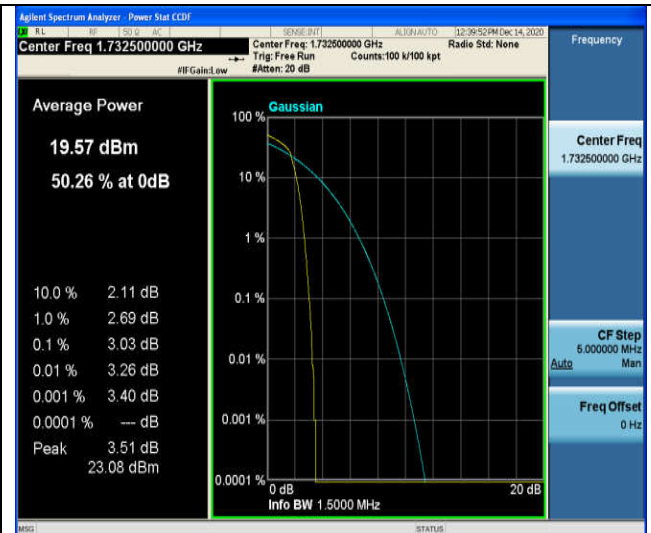 Agilent Spectrum Analyzer - Power Stat CCDF
RL RF 50 Ω AC SENSE:INT ALIGNAUTO 12:39:52 PM Dec 14, 2020
Center Freq 1.732500000 GHz
Center Freq: 1.732500000 GHz Radio Std: None
Trig: Free Run Counts:100 k/100 kpt
#IFGain:Low #Atten: 20 dB
Frequency
Average Power
19.57 dBm
50.26 % at 0dB
10.0 % 2.11 dB
1.0 % 2.69 dB
0.1 % 3.03 dB
0.01 % 3.26 dB
0.001 % 3.40 dB
0.0001 % --- dB
Peak 3.51 dB
23.08 dBm
Gaussian
100 %
10 %
1 %
0.1 %
0.01 %
0.001 %
0.0001 %
0 dB 20 dB
Info BW 1.5000 MHz
Center Freq
1.732500000 GHz
CF Step
5.000000 MHz
Auto Man
Freq Offset
0 Hz
MSG STATUS